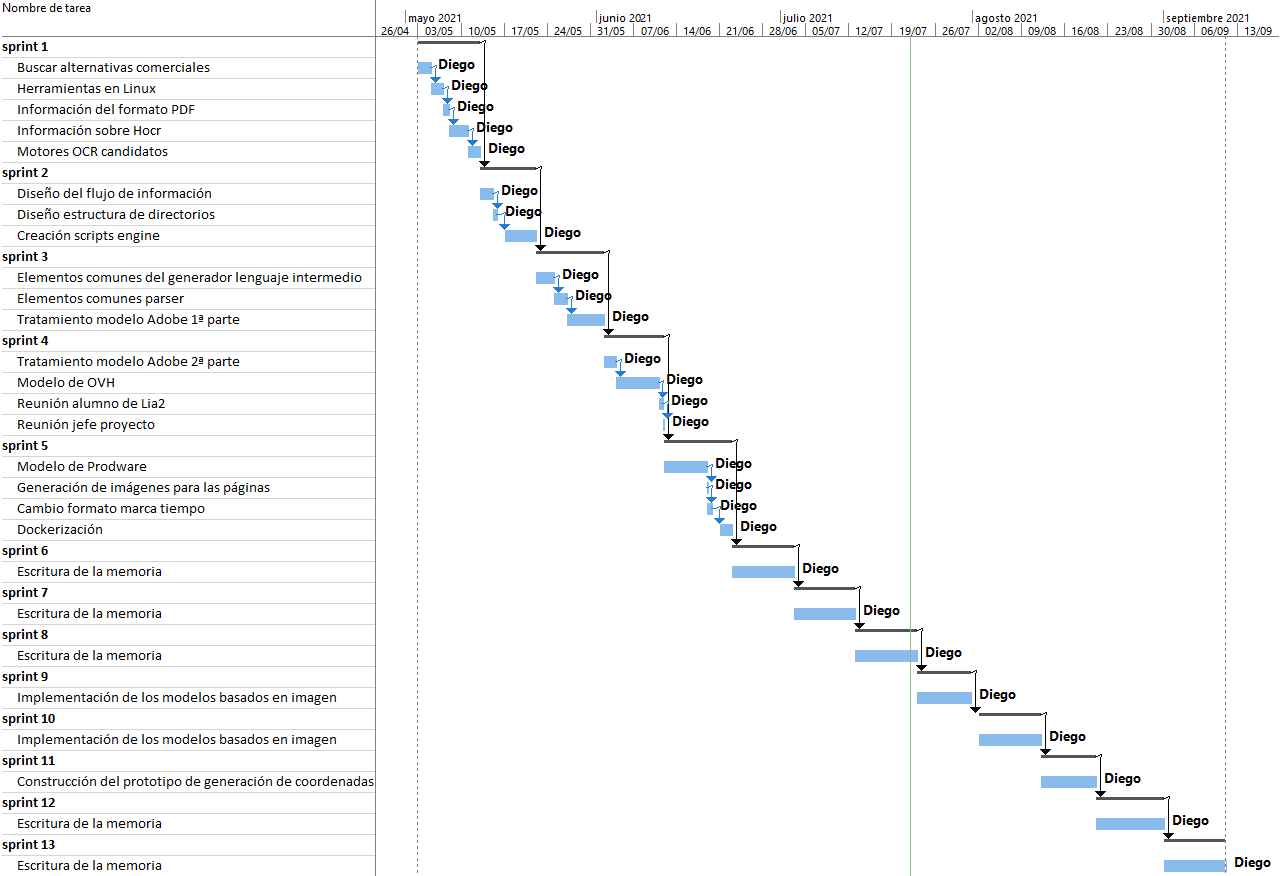 Nombre de tarea
mayo 2021 junio 2021 julio 2021 agosto 2021 septiembre 2021
26/04 03/05 10/05 17/05 24/05 31/05 07/06 14/06 21/06 28/06 05/07 12/07 19/07 26/07 02/08 09/08 16/08 23/08 30/08 06/09 13/09
sprint 1
Buscar alternativas comerciales Diego
Herramientas en Linux Diego
Información del formato PDF Diego
Información sobre Hocr Diego
Motores OCR candidatos Diego
sprint 2
Diseño del flujo de información Diego
Diseño estructura de directorios Diego
Creación scripts engine Diego
sprint 3
Elementos comunes del generador lenguaje intermedio Diego
Elementos comunes parser Diego
Tratamiento modelo Adobe 1ª parte Diego
sprint 4
Tratamiento modelo Adobe 2ª parte Diego
Modelo de OVH Diego
Reunión alumno de Lia2 Diego
Reunión jefe proyecto Diego
sprint 5
Modelo de Prodware Diego
Generación de imágenes para las páginas Diego
Cambio formato marca tiempo Diego
Dockerización Diego
sprint 6
Escritura de la memoria Diego
sprint 7
Escritura de la memoria Diego
sprint 8
Escritura de la memoria Diego
sprint 9
Implementación de los modelos basados en imagen Diego
sprint 10
Implementación de los modelos basados en imagen Diego
sprint 11
Construcción del prototipo de generación de coordenadas Diego
sprint 12
Escritura de la memoria Diego
sprint 13
Escritura de la memoria Diego